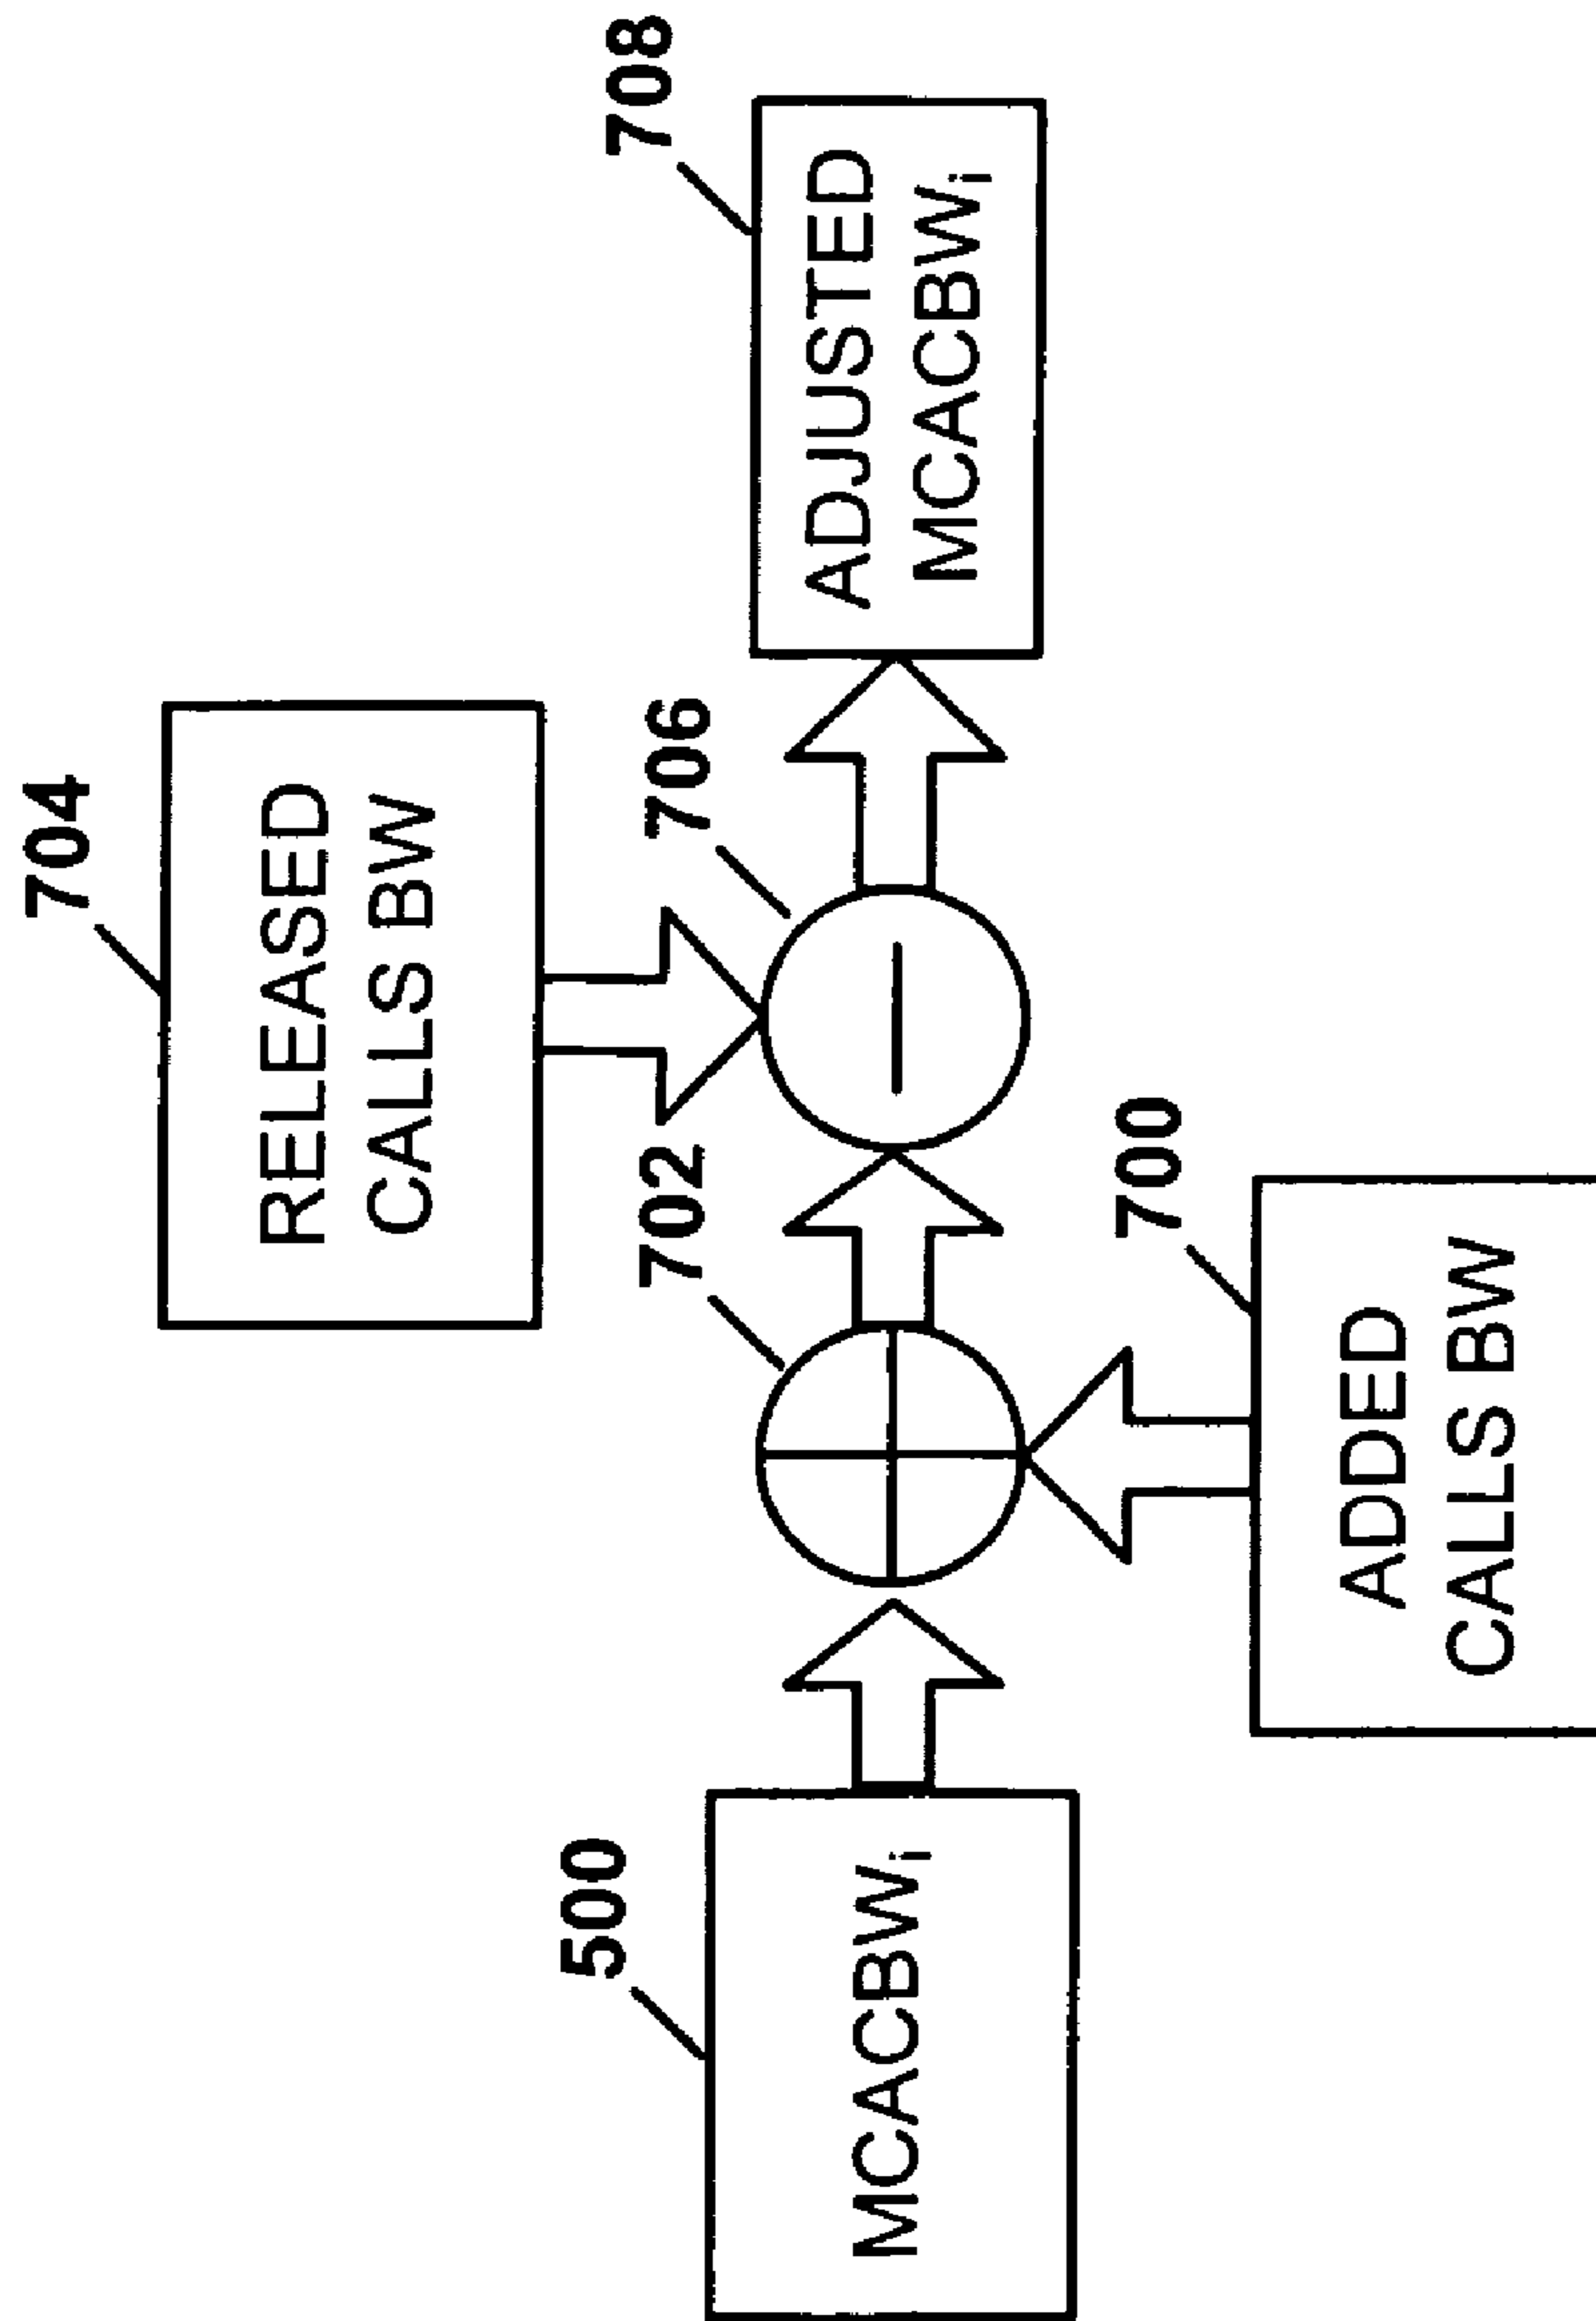 704
RELEASED
CALLS BW
708
706
ADJUSTED
MCACBWi
702
500
MCACBWi
700
ADDED
CALLS BW